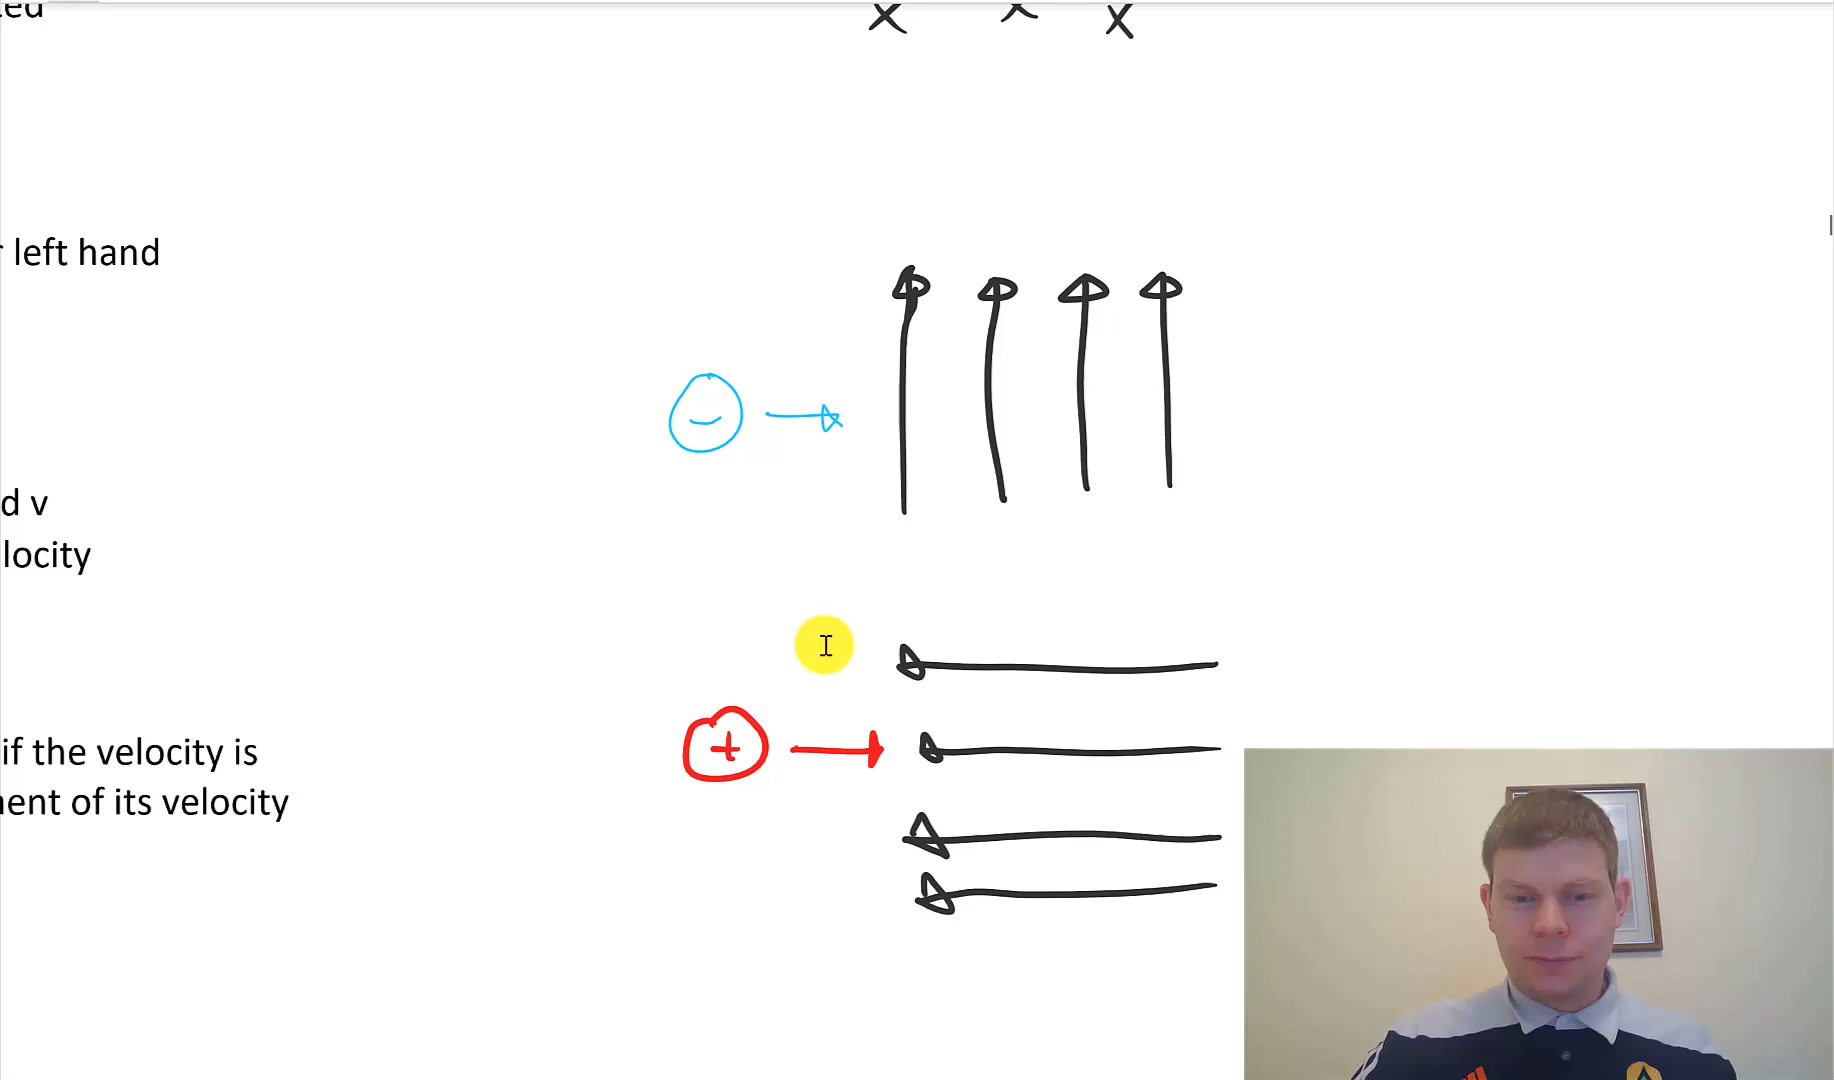 x x x
left hand
−
d v
locity
+
if the velocity is
ent of its velocity